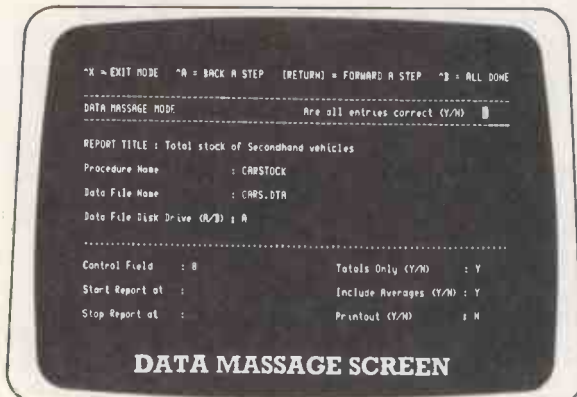 ^X = EXIT MODE ^A = BACK A STEP [RETURN] = FORWARD A STEP ^B = ALL DONE
DATA MASSAGE MODE Are all entries correct (Y/N)
REPORT TITLE : Total stock of Secondhand vehicles
Procedure Name : CARSTOCK
Data File Name : CARS.DTA
Data File Disk Drive (A/B) : A
Control Field : 8 Totals Only (Y/N) : Y
Start Report at : Include Averages (Y/N) : Y
Stop Report at : Printout (Y/N) : N
DATA MASSAGE SCREEN